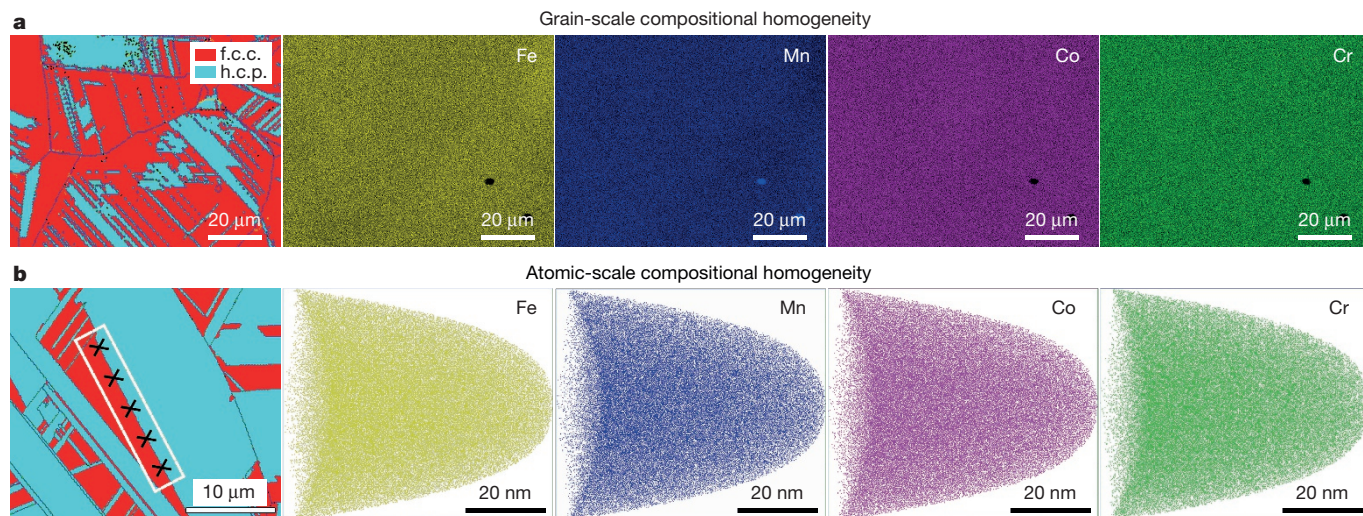 a
Grain-scale compositional homogeneity
f.c.c.
h.c.p.
20 μm
Fe
20 μm
Mn
20 μm
Co
20 μm
Cr
20 μm
b
Atomic-scale compositional homogeneity
10 μm
Fe
20 nm
Mn
20 nm
Co
20 nm
Cr
20 nm